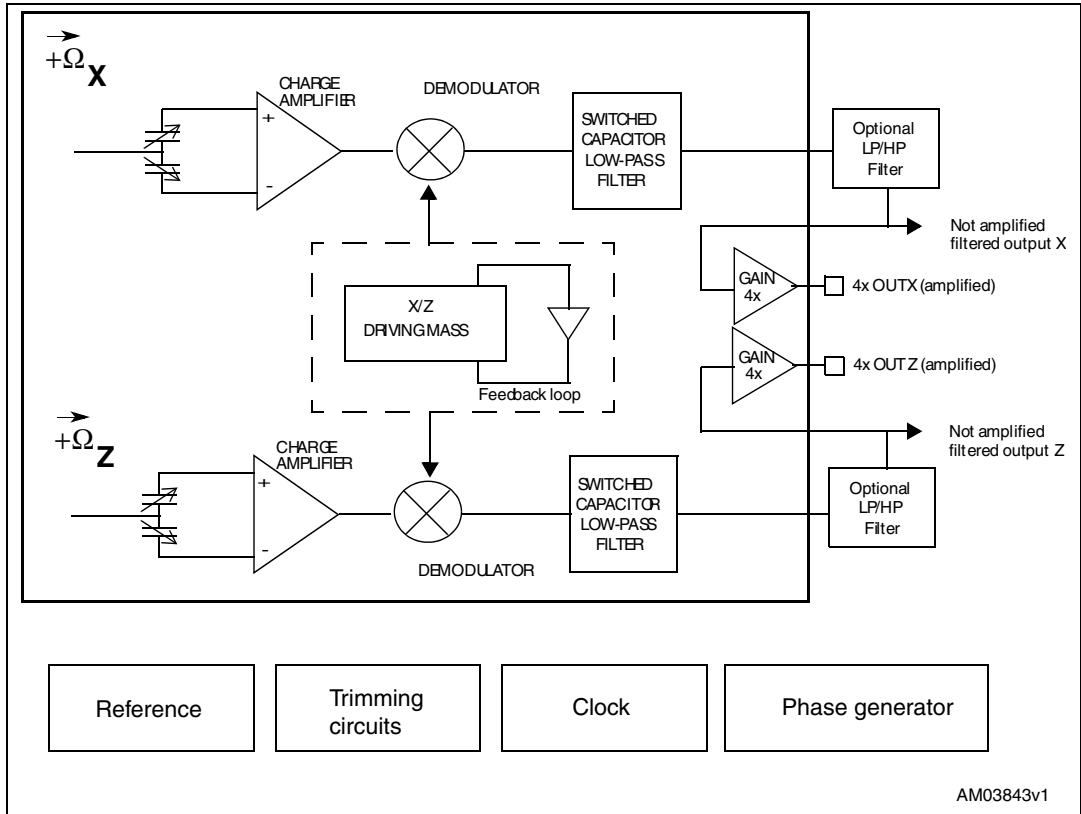 +Ω X
CHARGE
AMPLIFIER
+
-
DEMODULATOR
SWITCHED
CAPACITOR
LOW-PASS
FILTER
Optional
LP/HP
Filter
Not amplified
filtered output X
GAIN
4x
4x OUTX (amplified)
X/Z
DRIVING MASS
Feedback loop
GAIN
4x
4x OUTZ (amplified)
Not amplified
filtered output Z
+Ω Z
CHARGE
AMPLIFIER
+
-
DEMODULATOR
SWITCHED
CAPACITOR
LOW-PASS
FILTER
Optional
LP/HP
Filter
Reference
Trimming
circuits
Clock
Phase generator
AM03843v1